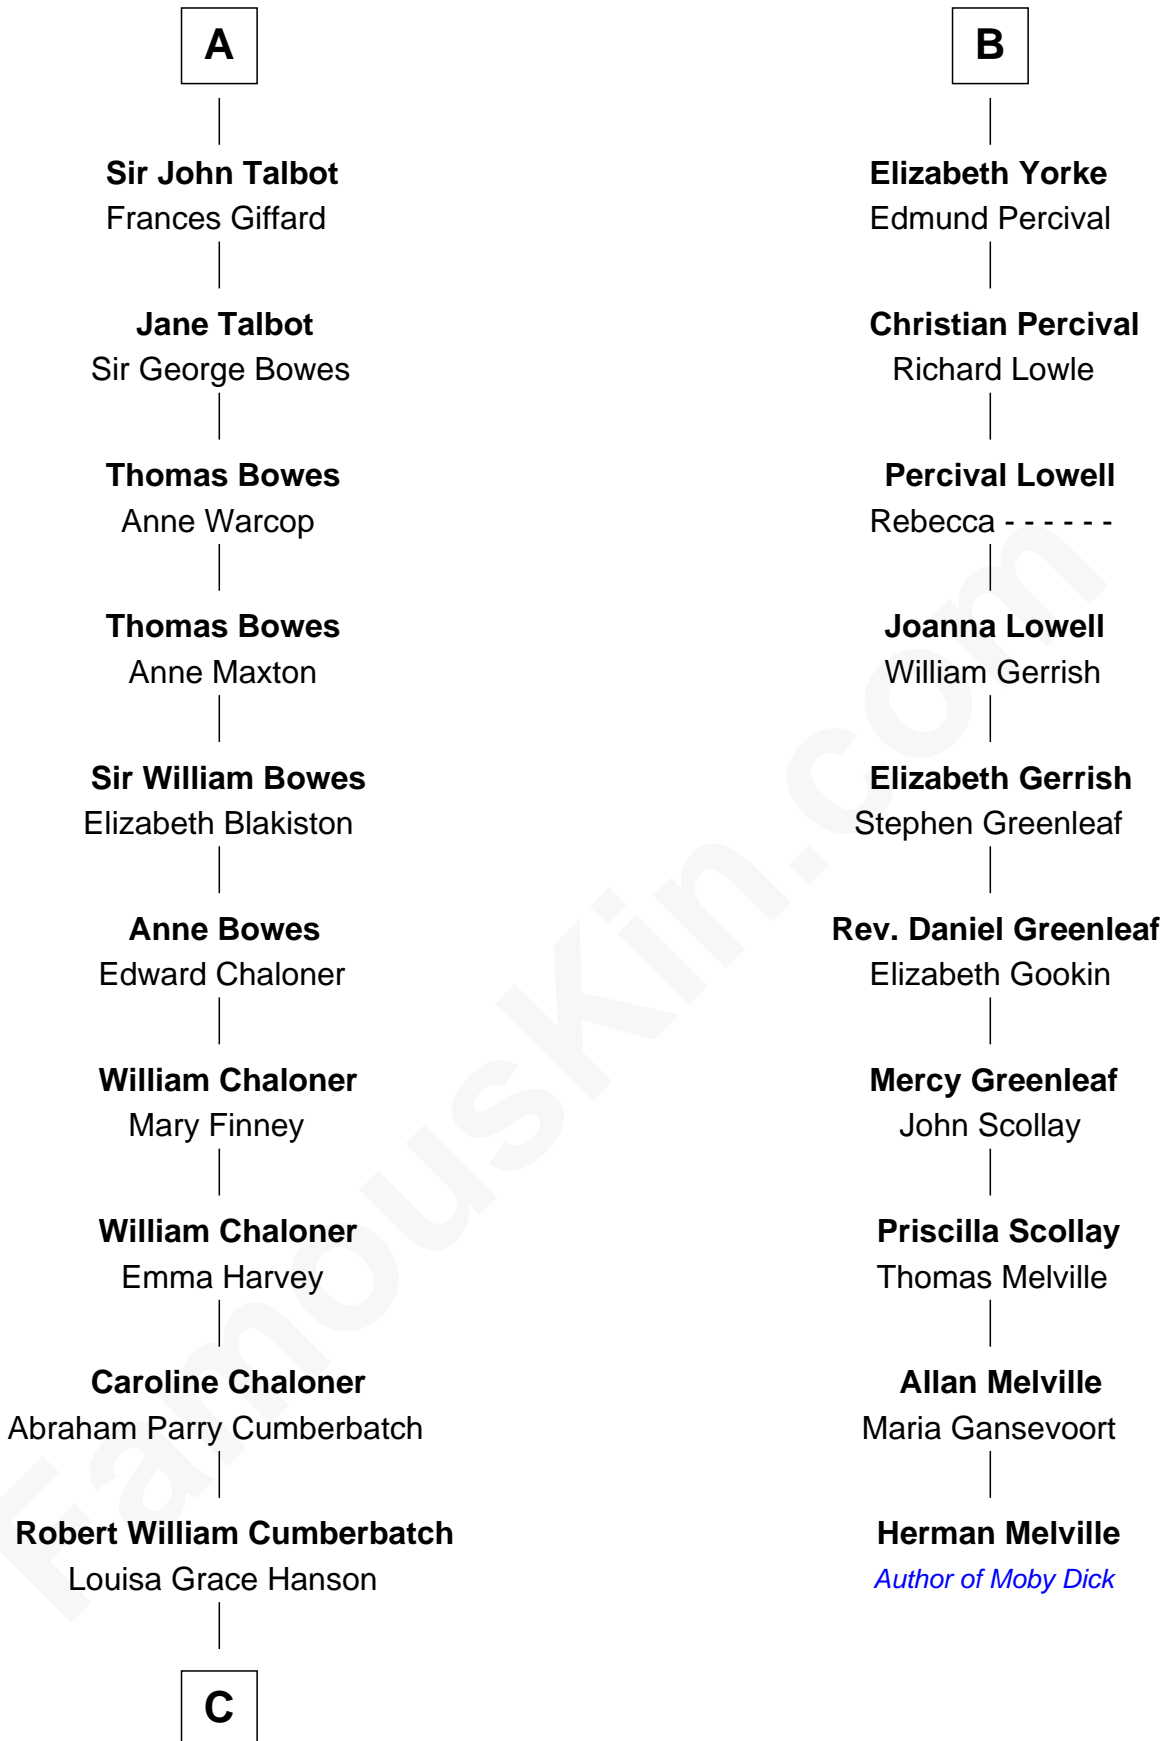 A
Sir John Talbot
Frances Giffard
Jane Talbot
Sir George Bowes
Thomas Bowes
Anne Warcop
Thomas Bowes
Anne Maxton
Sir William Bowes
Elizabeth Blakiston
Anne Bowes
Edward Chaloner
William Chaloner
Mary Finney
William Chaloner
Emma Harvey
Caroline Chaloner
Abraham Parry Cumberbatch
Robert William Cumberbatch
Louisa Grace Hanson
C
B
Elizabeth Yorke
Edmund Percival
Christian Percival
Richard Lowle
Percival Lowell
Rebecca - - - - - -
Joanna Lowell
William Gerrish
Elizabeth Gerrish
Stephen Greenleaf
Rev. Daniel Greenleaf
Elizabeth Gookin
Mercy Greenleaf
John Scollay
Priscilla Scollay
Thomas Melville
Allan Melville
Maria Gansevoort
Herman Melville
Author of Moby Dick
FamousKin.com